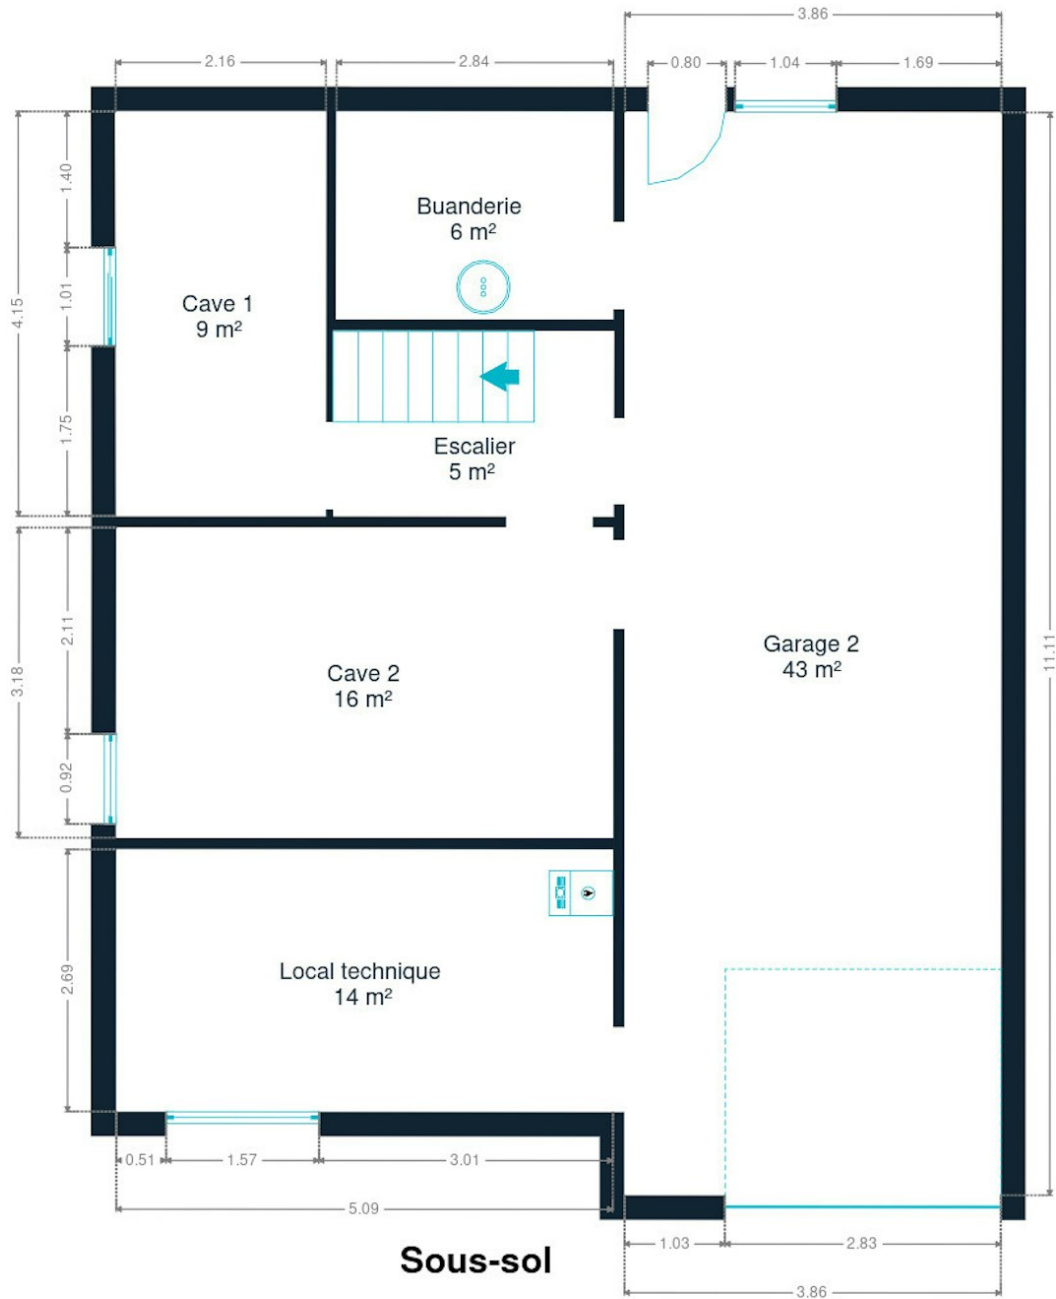 3.86
2.16
2.84
0.80
1.04
1.69
1.40
Buanderie
6 m²
1.01
4.15
Cave 1
9 m²
1.75
Escalier
5 m²
2.11
3.18
Cave 2
16 m²
Garage 2
43 m²
11.11
0.92
2.69
Local technique
14 m²
0.51
1.57
3.01
5.09
1.03
2.83
Sous-sol
3.86